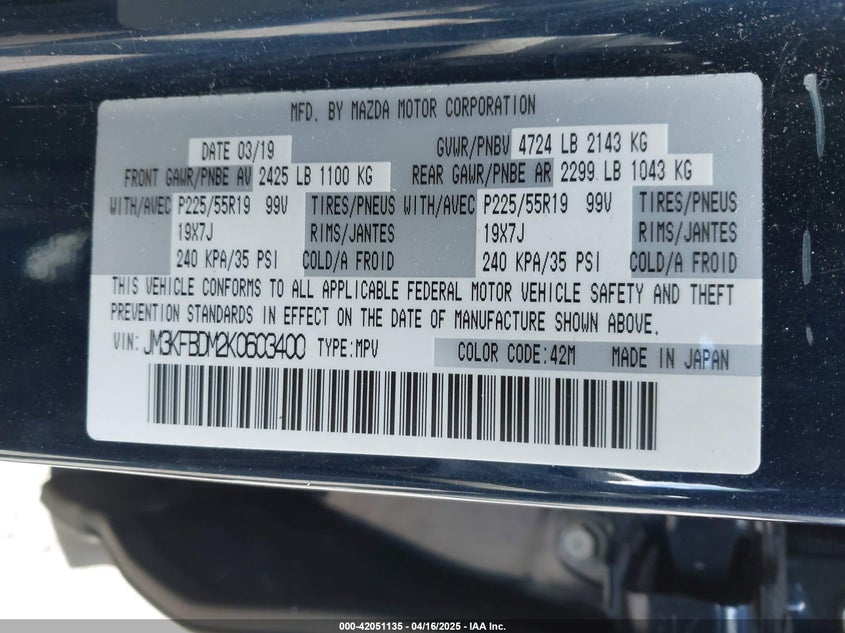 MFD. BY MAZDA MOTOR CORPORATION
DATE 03/19 GVWR/PNBV 4724 LB 2143 KG
FRONT GAWR/PNBE AV 2425 LB 1100 KG REAR GAWR/PNBE AR 2299 LB 1043 KG
WITH/AVEC P225/55R19 99V TIRES/PNEUS WITH/AVEC P225/55R19 99V TIRES/PNEUS
19X7J RIMS/JANTES 19X7J RIMS/JANTES
240 KPA/35 PSI COLD/A FROID 240 KPA/35 PSI COLD/A FROID
THIS VEHICLE CONFORMS TO ALL APPLICABLE FEDERAL MOTOR VEHICLE SAFETY AND THEFT
PREVENTION STANDARDS IN EFFECT ON THE DATE OF MANUFACTURE SHOWN ABOVE.
VIN: JM3KFBDM2K0603400 TYPE:MPV COLOR CODE:42M MADE IN JAPAN
000-42051135 - 04/16/2025 - IAA Inc.